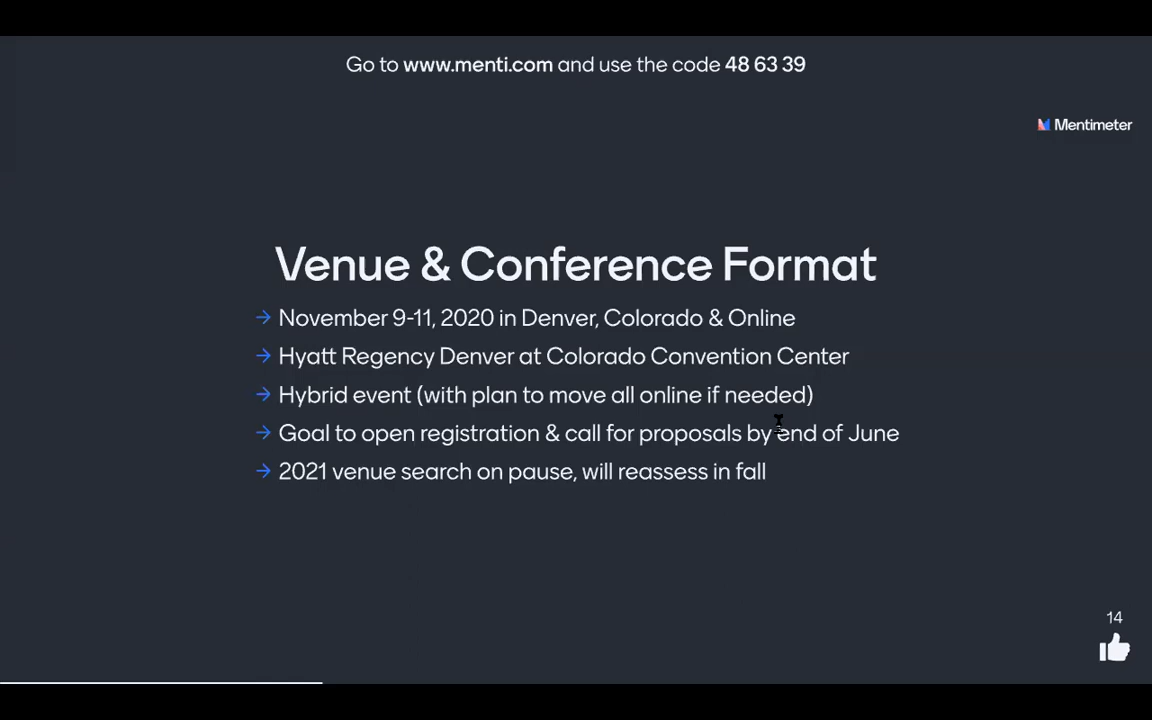 Go to www.menti.com and use the code 48 63 39
Mentimeter
Venue & Conference Format
→ November 9-11, 2020 in Denver, Colorado & Online
→ Hyatt Regency Denver at Colorado Convention Center
→ Hybrid event (with plan to move all online if needed)
→ Goal to open registration & call for proposals by end of June
→ 2021 venue search on pause, will reassess in fall
14